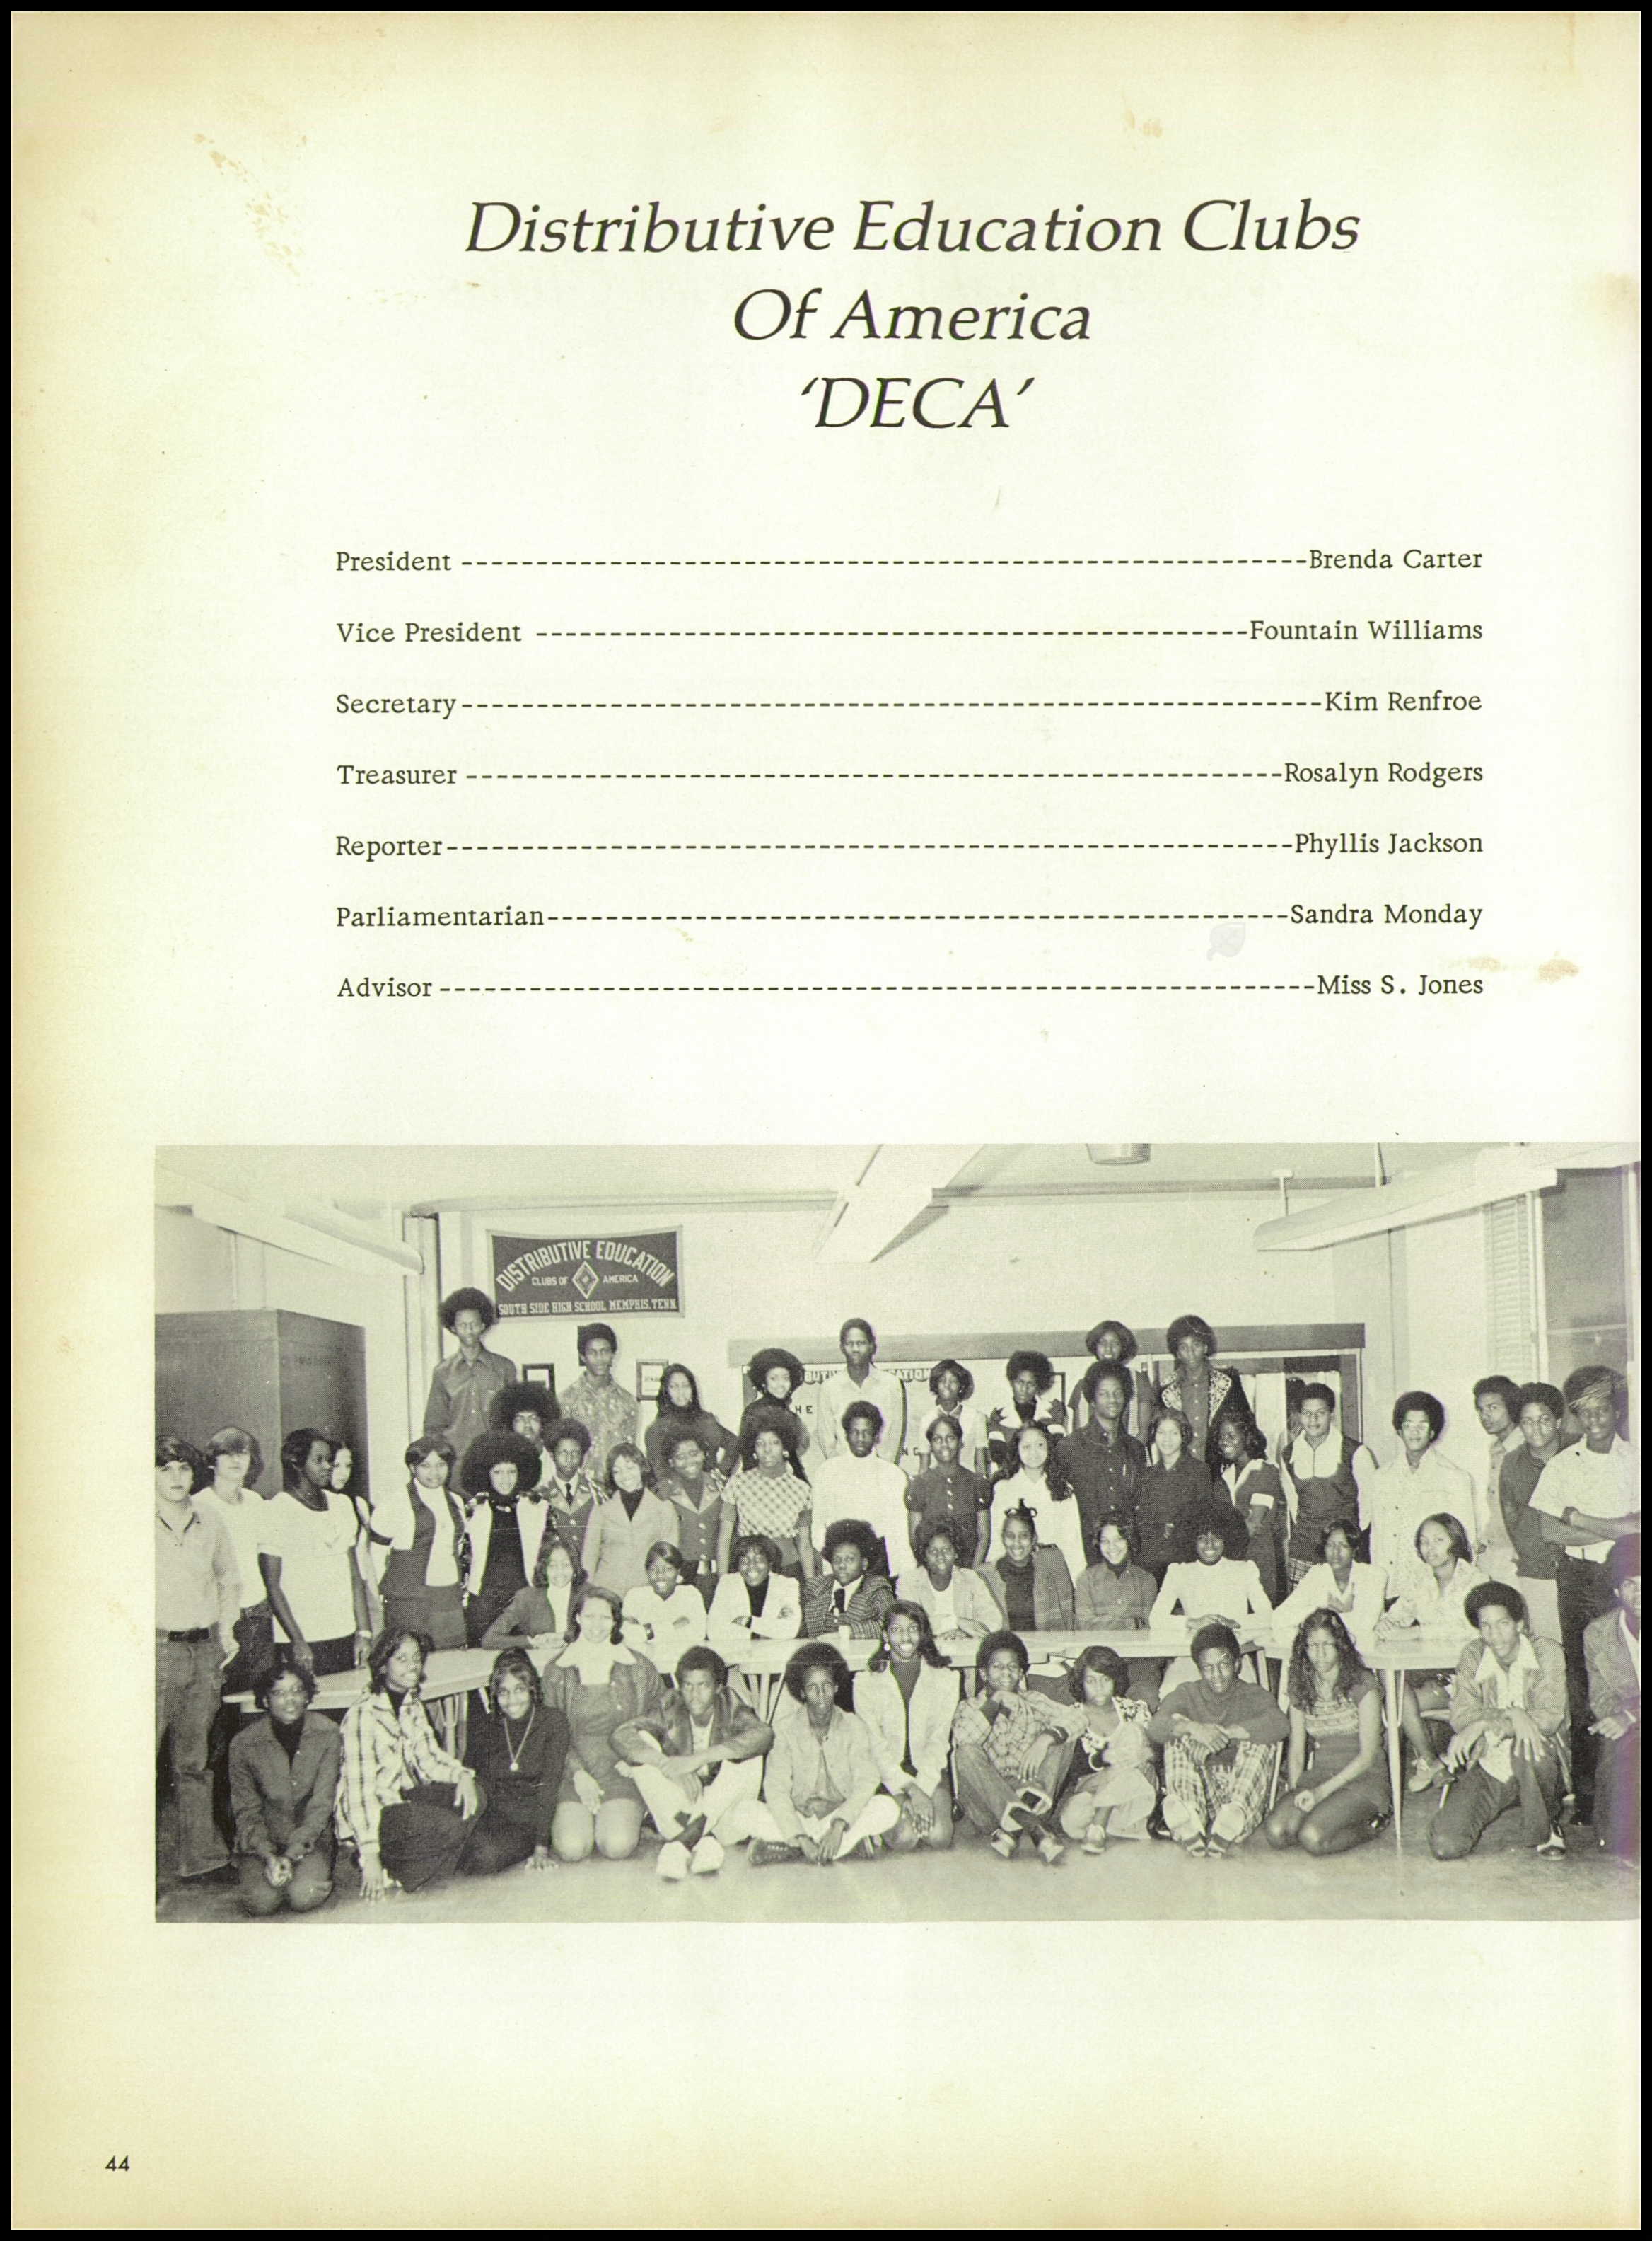 Distributive Education Clubs
Of America
'DECA'
President ---------------------------------------------------------Brenda Carter
Vice President ------------------------------------------------Fountain Williams
Secretary----------------------------------------------------------Kim Renfroe
Treasurer -------------------------------------------------------Rosalyn Rodgers
Reporter---------------------------------------------------------Phyllis Jackson
Parliamentarian--------------------------------------------------Sandra Monday
Advisor -----------------------------------------------------------Miss S. Jones
DISTRIBUTIVE EDUCATION
CLUBS OF AMERICA
SOUTH SIDE HIGH SCHOOL MEMPHIS, TENN.
44